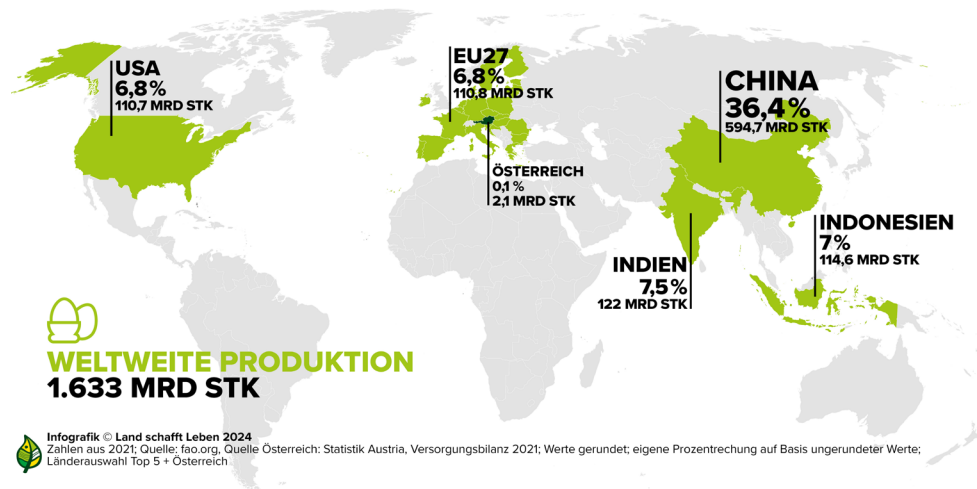 USA
6,8%
110,7 MRD STK
EU27
6,8%
110,8 MRD STK
CHINA
36,4%
594,7 MRD STK
ÖSTERREICH
0,1 %
2,1 MRD STK
INDONESIEN
7%
114,6 MRD STK
INDIEN
7,5%
122 MRD STK
WELTWEITE PRODUKTION
1.633 MRD STK
Infografik © Land schafft Leben 2024
Zahlen aus 2021; Quelle: fao.org, Quelle Österreich: Statistik Austria, Versorgungsbilanz 2021; Werte gerundet; eigene Prozentrechung auf Basis ungerundeter Werte;
Länderauswahl Top 5 + Österreich